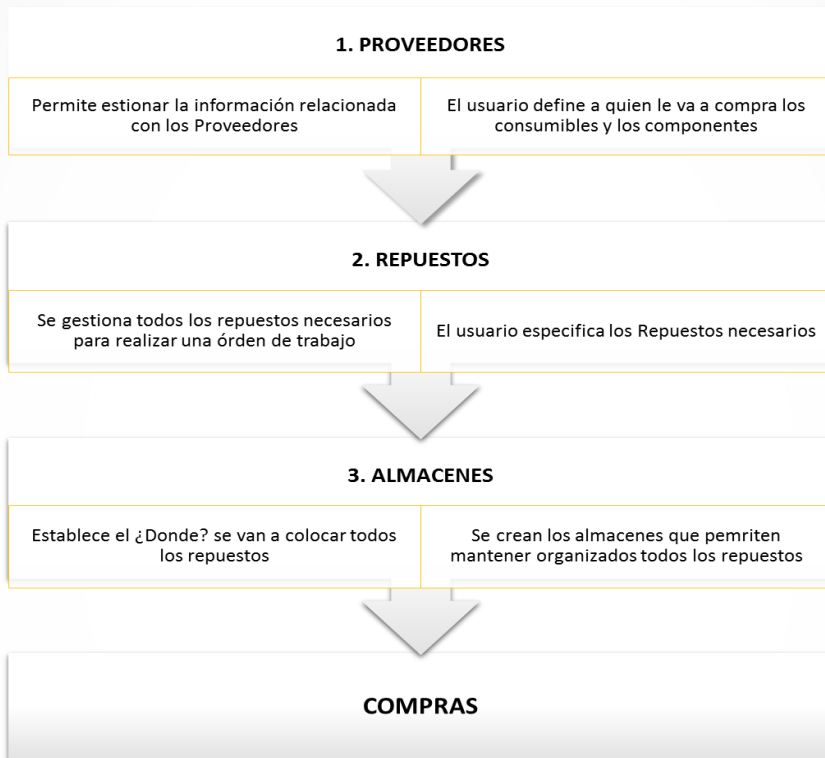 1. PROVEEDORES
Permite estionar la información relacionada
con los Proveedores
El usuario define a quien le va a compra los
consumibles y los componentes
2. REPUESTOS
Se gestiona todos los repuestos necesarios
para realizar una órden de trabajo
El usuario especifica los Repuestos necesarios
3. ALMACENES
Establece el ¿Donde? se van a colocar todos
los repuestos
Se crean los almacenes que pemriten
mantener organizados todos los repuestos
COMPRAS